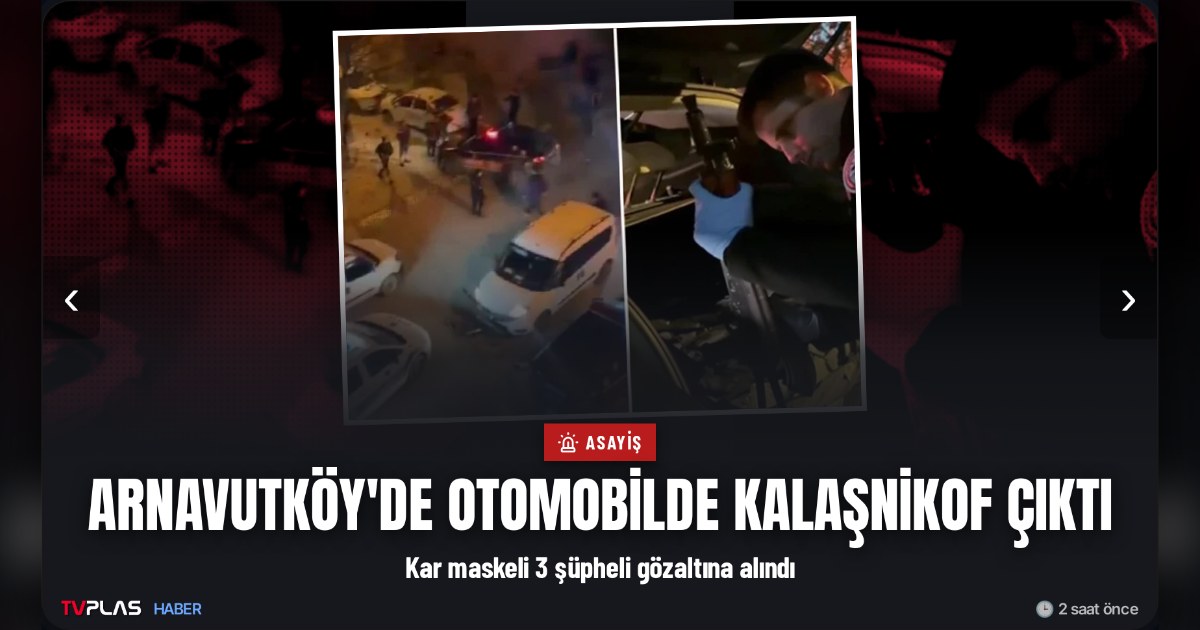 ASAYİŞ
ARNAVUTKÖY'DE OTOMOBİLDE KALAŞNİKOF ÇIKTI
Kar maskeli 3 şüpheli gözaltına alındı
TVPLAS HABER
2 saat önce